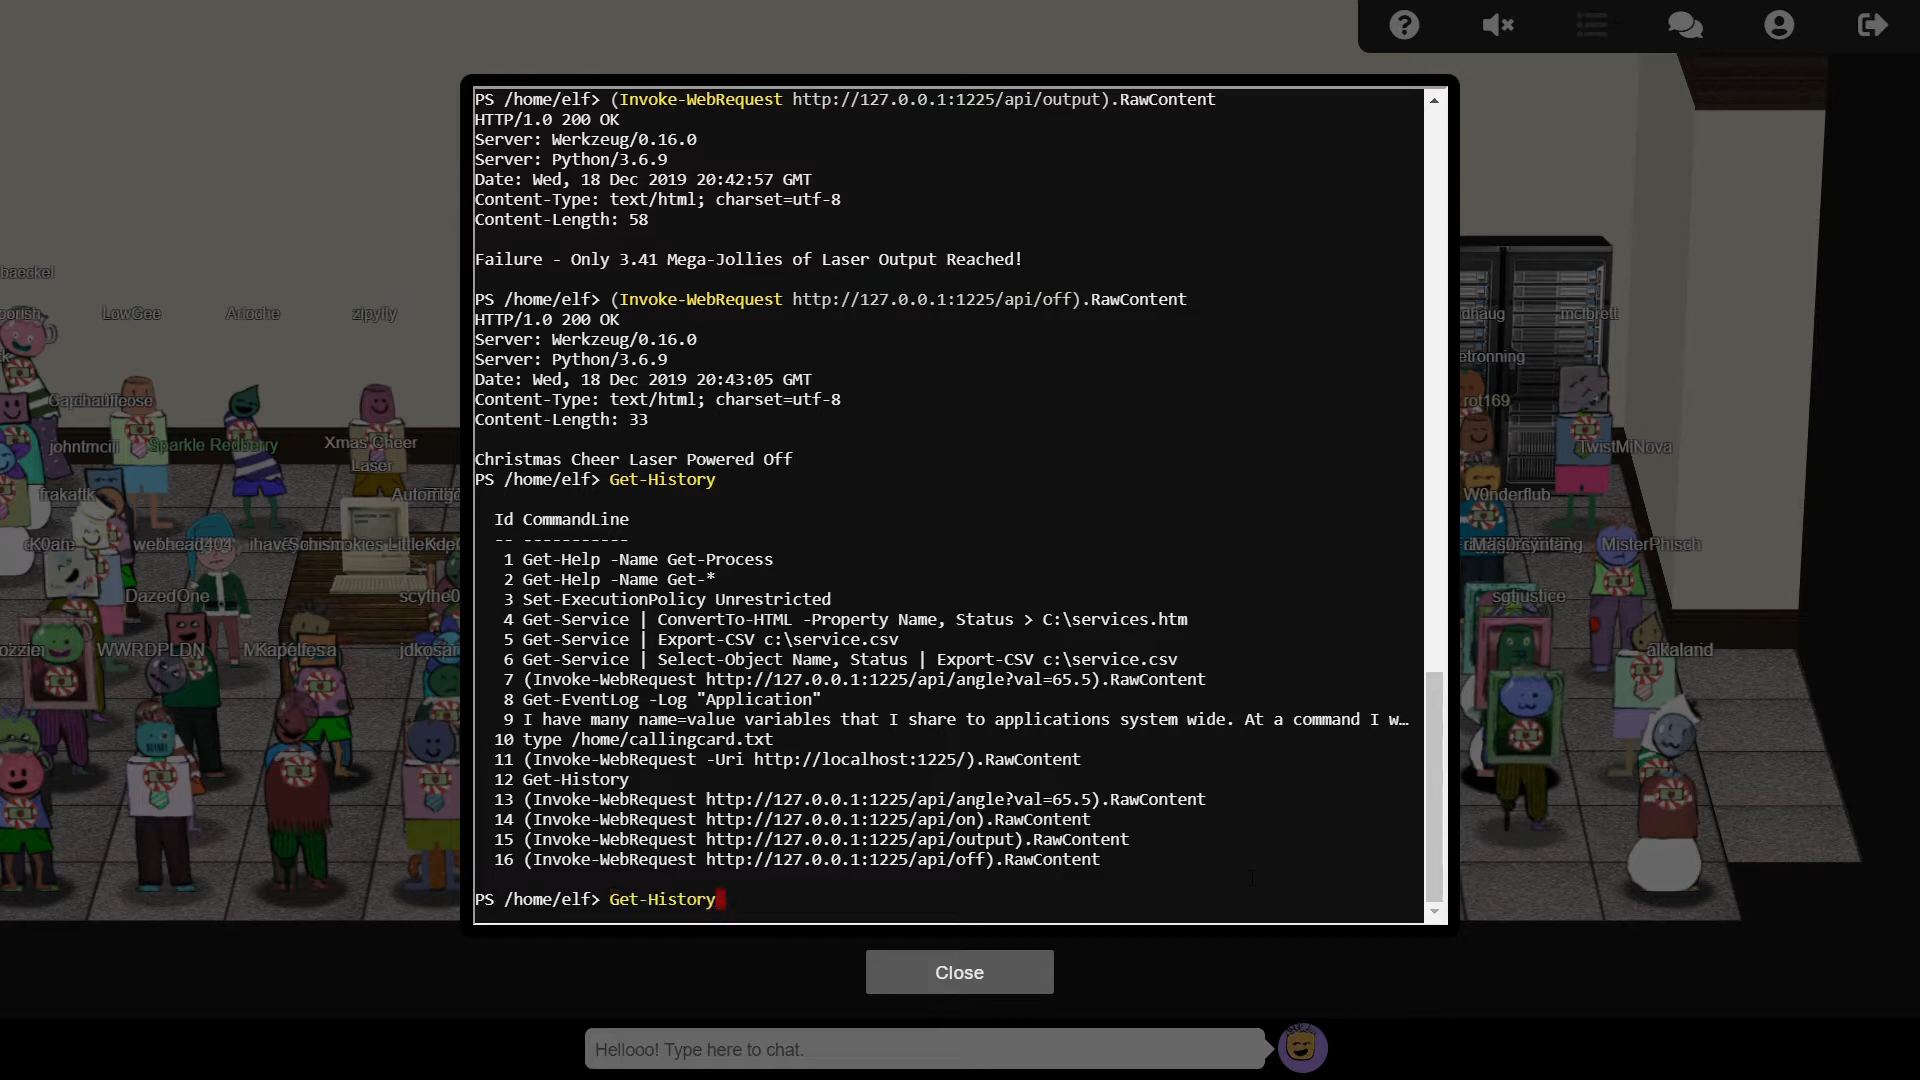 PS /home/elf> (Invoke-WebRequest http://127.0.0.1:1225/api/output).RawContent
HTTP/1.0 200 OK
Server: Werkzeug/0.16.0
Server: Python/3.6.9
Date: Wed, 18 Dec 2019 20:42:57 GMT
Content-Type: text/html; charset=utf-8
Content-Length: 58
Failure - Only 3.41 Mega-Jollies of Laser Output Reached!
PS /home/elf> (Invoke-WebRequest http://127.0.0.1:1225/api/off).RawContent
HTTP/1.0 200 OK
Server: Werkzeug/0.16.0
Server: Python/3.6.9
Date: Wed, 18 Dec 2019 20:43:05 GMT
Content-Type: text/html; charset=utf-8
Content-Length: 33
Christmas Cheer Laser Powered Off
PS /home/elf> Get-History
Id CommandLine
-- -----------
1 Get-Help -Name Get-Process
2 Get-Help -Name Get-*
3 Set-ExecutionPolicy Unrestricted
4 Get-Service | ConvertTo-HTML -Property Name, Status > C:\services.htm
5 Get-Service | Export-CSV c:\service.csv
6 Get-Service | Select-Object Name, Status | Export-CSV c:\service.csv
7 (Invoke-WebRequest http://127.0.0.1:1225/api/angle?val=65.5).RawContent
8 Get-EventLog -Log "Application"
9 I have many name=value variables that I share to applications system wide. At a command I w…
10 type /home/callingcard.txt
11 (Invoke-WebRequest -Uri http://localhost:1225/).RawContent
12 Get-History
13 (Invoke-WebRequest http://127.0.0.1:1225/api/angle?val=65.5).RawContent
14 (Invoke-WebRequest http://127.0.0.1:1225/api/on).RawContent
15 (Invoke-WebRequest http://127.0.0.1:1225/api/output).RawContent
16 (Invoke-WebRequest http://127.0.0.1:1225/api/off).RawContent
PS /home/elf> Get-History
Close
Hellooo! Type here to chat.
baeckel
LowGee
Arioche
zipyfly
johntmciii
Sparkle Redberry
Xmas Cheer
Laser
frakattk
webhead404
DazedOne
WWRDPLDN
jdkosar
mclbrett
etronning
rot169
TwistMiNova
W0nderflub
MisterPhisch
sgtjustice
alkaland